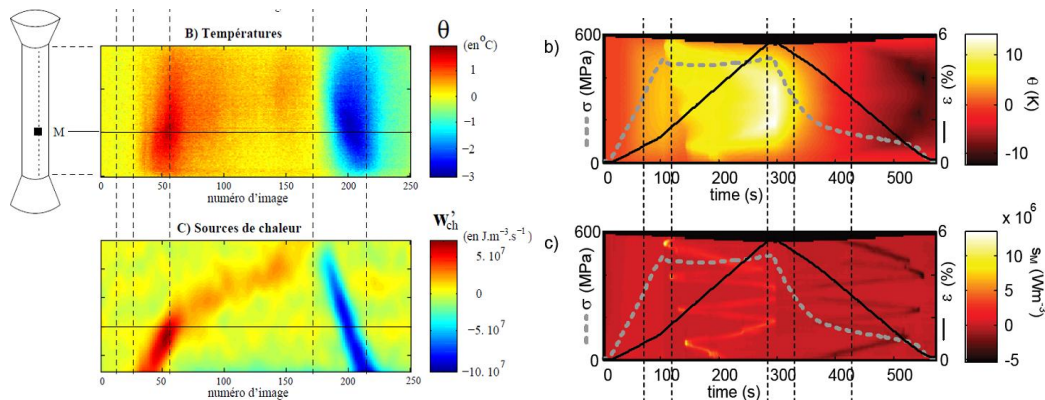 B) Températures
M
0 50 100 150 200 250
numéro d'image
θ
(en °C)
2
1
0
−1
−2
−3
C) Sources de chaleur
0 50 100 150 200 250
numéro d'image
w'ch
(en J.m⁻³.s⁻¹)
5.10⁷
0
−5.10⁷
−10.10⁷
b)
600
σ (MPa)
0
0 100 200 300 400 500
time (s)
6
ε (%)
0
10
0
-10
θ (K)
c)
600
σ (MPa)
0
0 100 200 300 400 500
time (s)
6
ε (%)
0
x 10⁶
10
5
0
-5
sM (Wm⁻³)